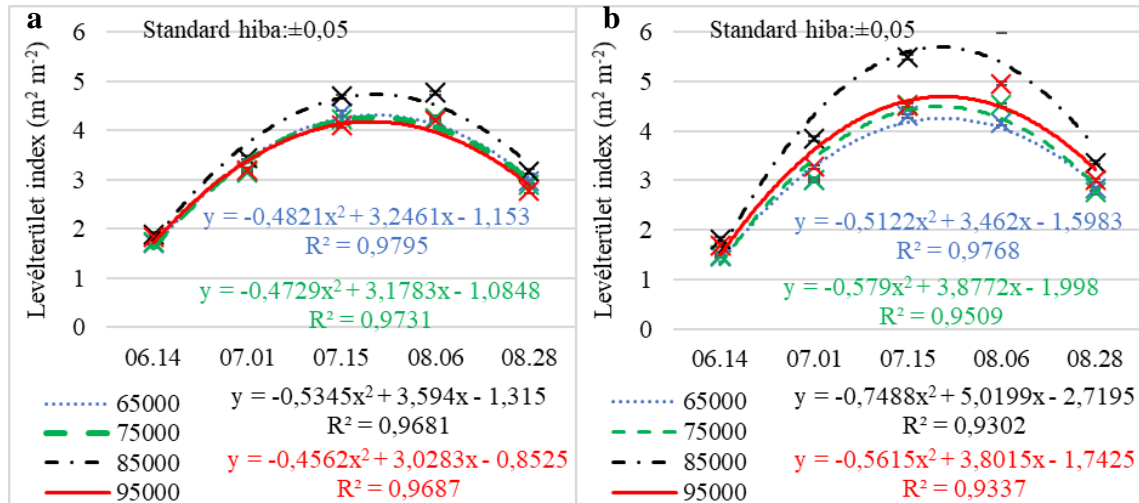 a
Standard hiba:±0,05
Levélterület index (m² m⁻²)
6
5
4
3
2
1
0
y = -0,4821x² + 3,2461x - 1,153
R² = 0,9795
y = -0,4729x² + 3,1783x - 1,0848
R² = 0,9731
06.14 07.01 07.15 08.06 08.28
y = -0,5345x² + 3,594x - 1,315
R² = 0,9681
y = -0,4562x² + 3,0283x - 0,8525
R² = 0,9687
65000
75000
85000
95000
b
Standard hiba:±0,05
Levélterület index (m² m⁻²)
6
5
4
3
2
1
0
y = -0,5122x² + 3,462x - 1,5983
R² = 0,9768
y = -0,579x² + 3,8772x - 1,998
R² = 0,9509
06.14 07.01 07.15 08.06 08.28
y = -0,7488x² + 5,0199x - 2,7195
R² = 0,9302
y = -0,5615x² + 3,8015x - 1,7425
R² = 0,9337
65000
75000
85000
95000